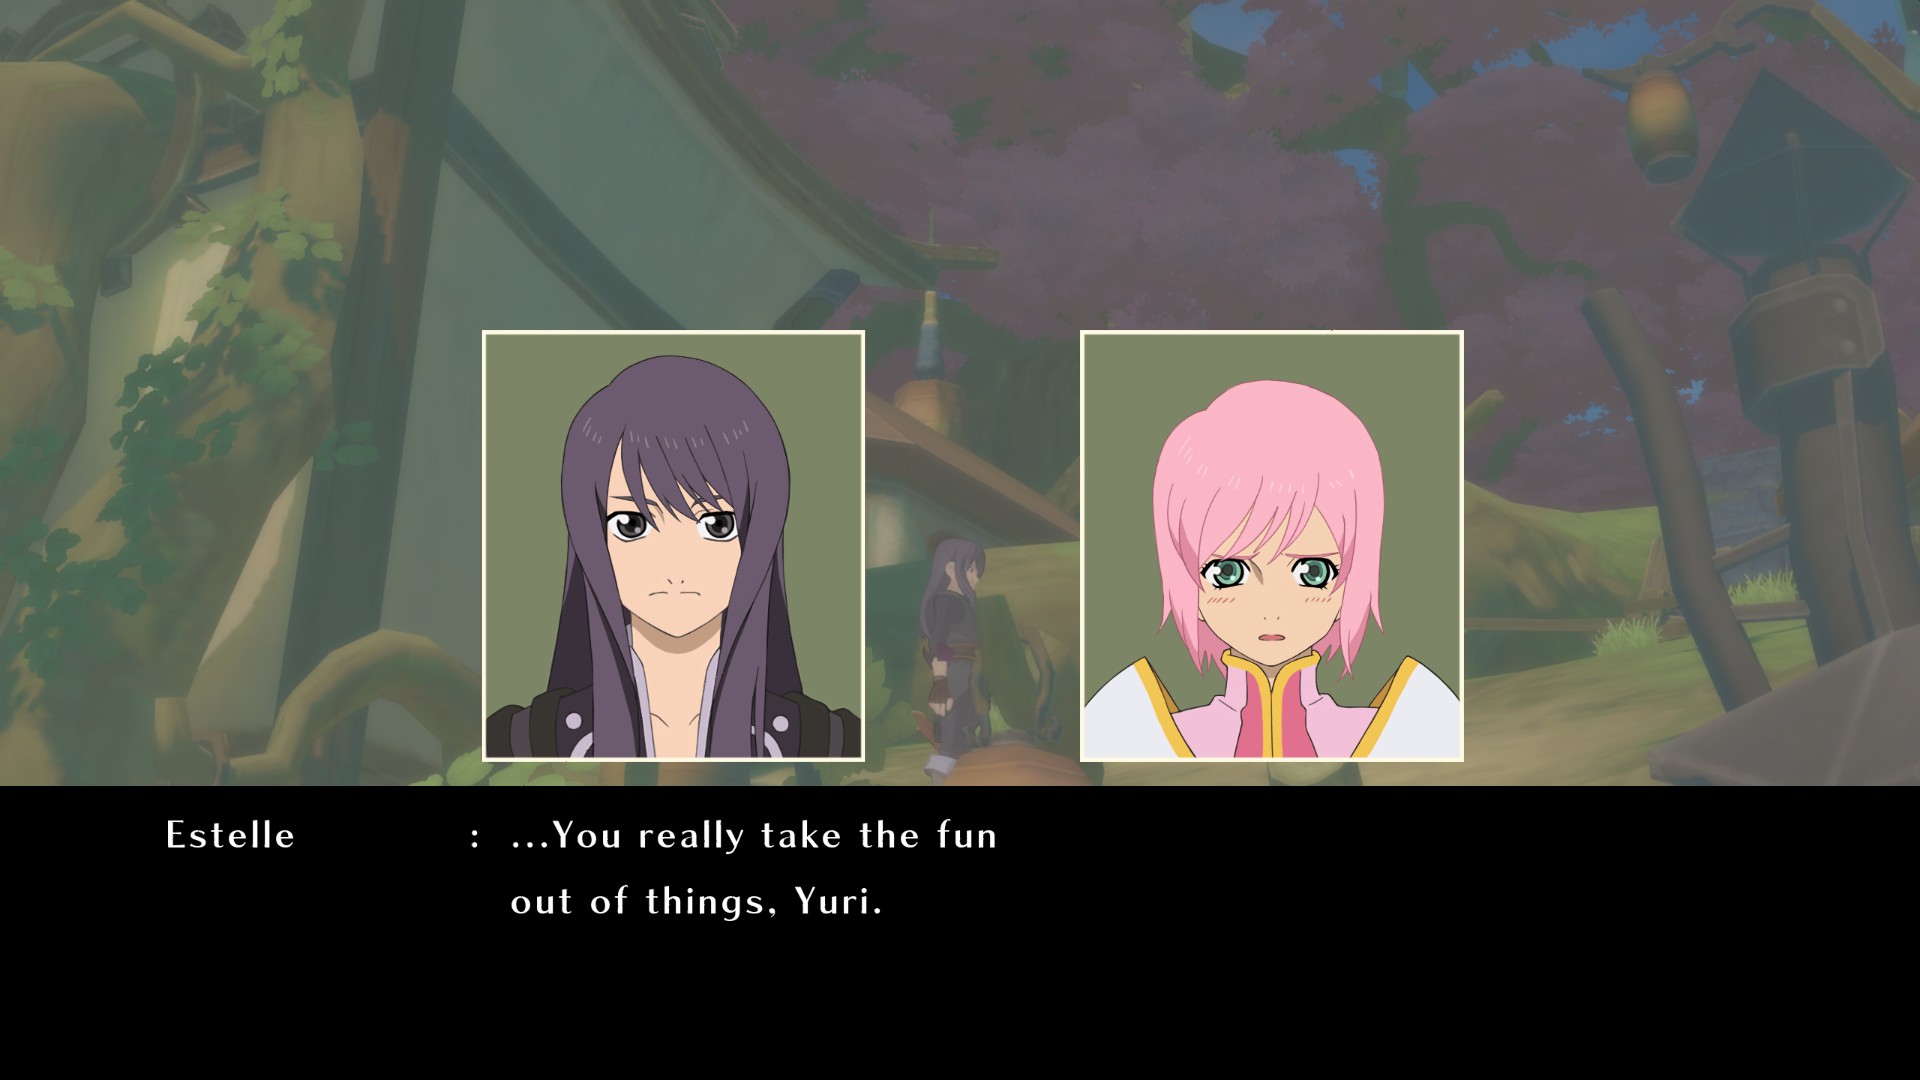 Estelle : ...You really take the fun
out of things, Yuri.